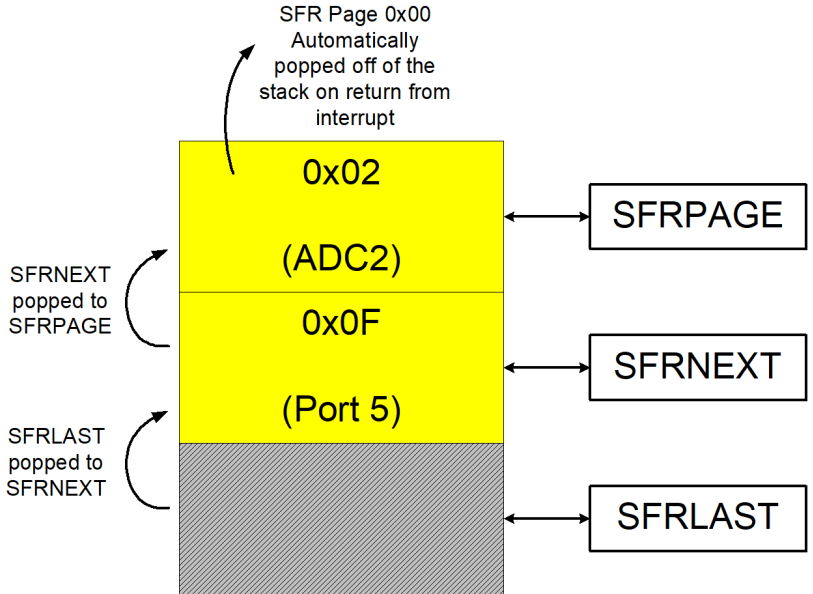 SFR Page 0x00
Automatically
popped off of the
stack on return from
interrupt
0x02
(ADC2)
SFRPAGE
SFRNEXT
popped to
SFRPAGE
0x0F
(Port 5)
SFRNEXT
SFRLAST
popped to
SFRNEXT
SFRLAST